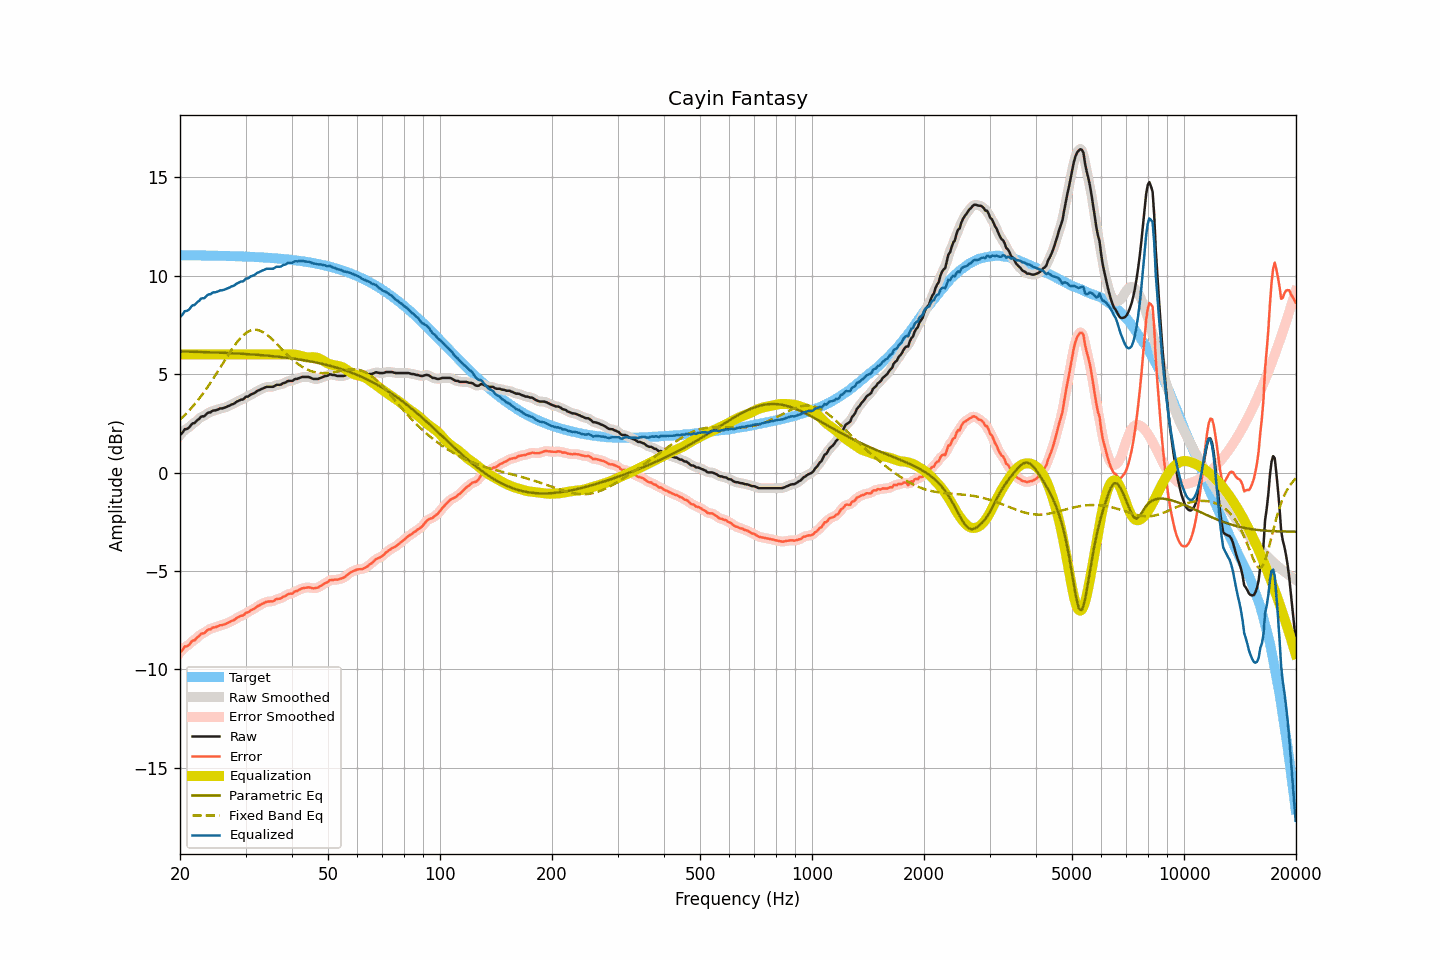 Cayin Fantasy
Amplitude (dBr)
15
10
5
0
−5
−10
−15
Target
Raw Smoothed
Error Smoothed
Raw
Error
Equalization
Parametric Eq
Fixed Band Eq
Equalized
20 50 100 200 500 1000 2000 5000 10000 20000
Frequency (Hz)